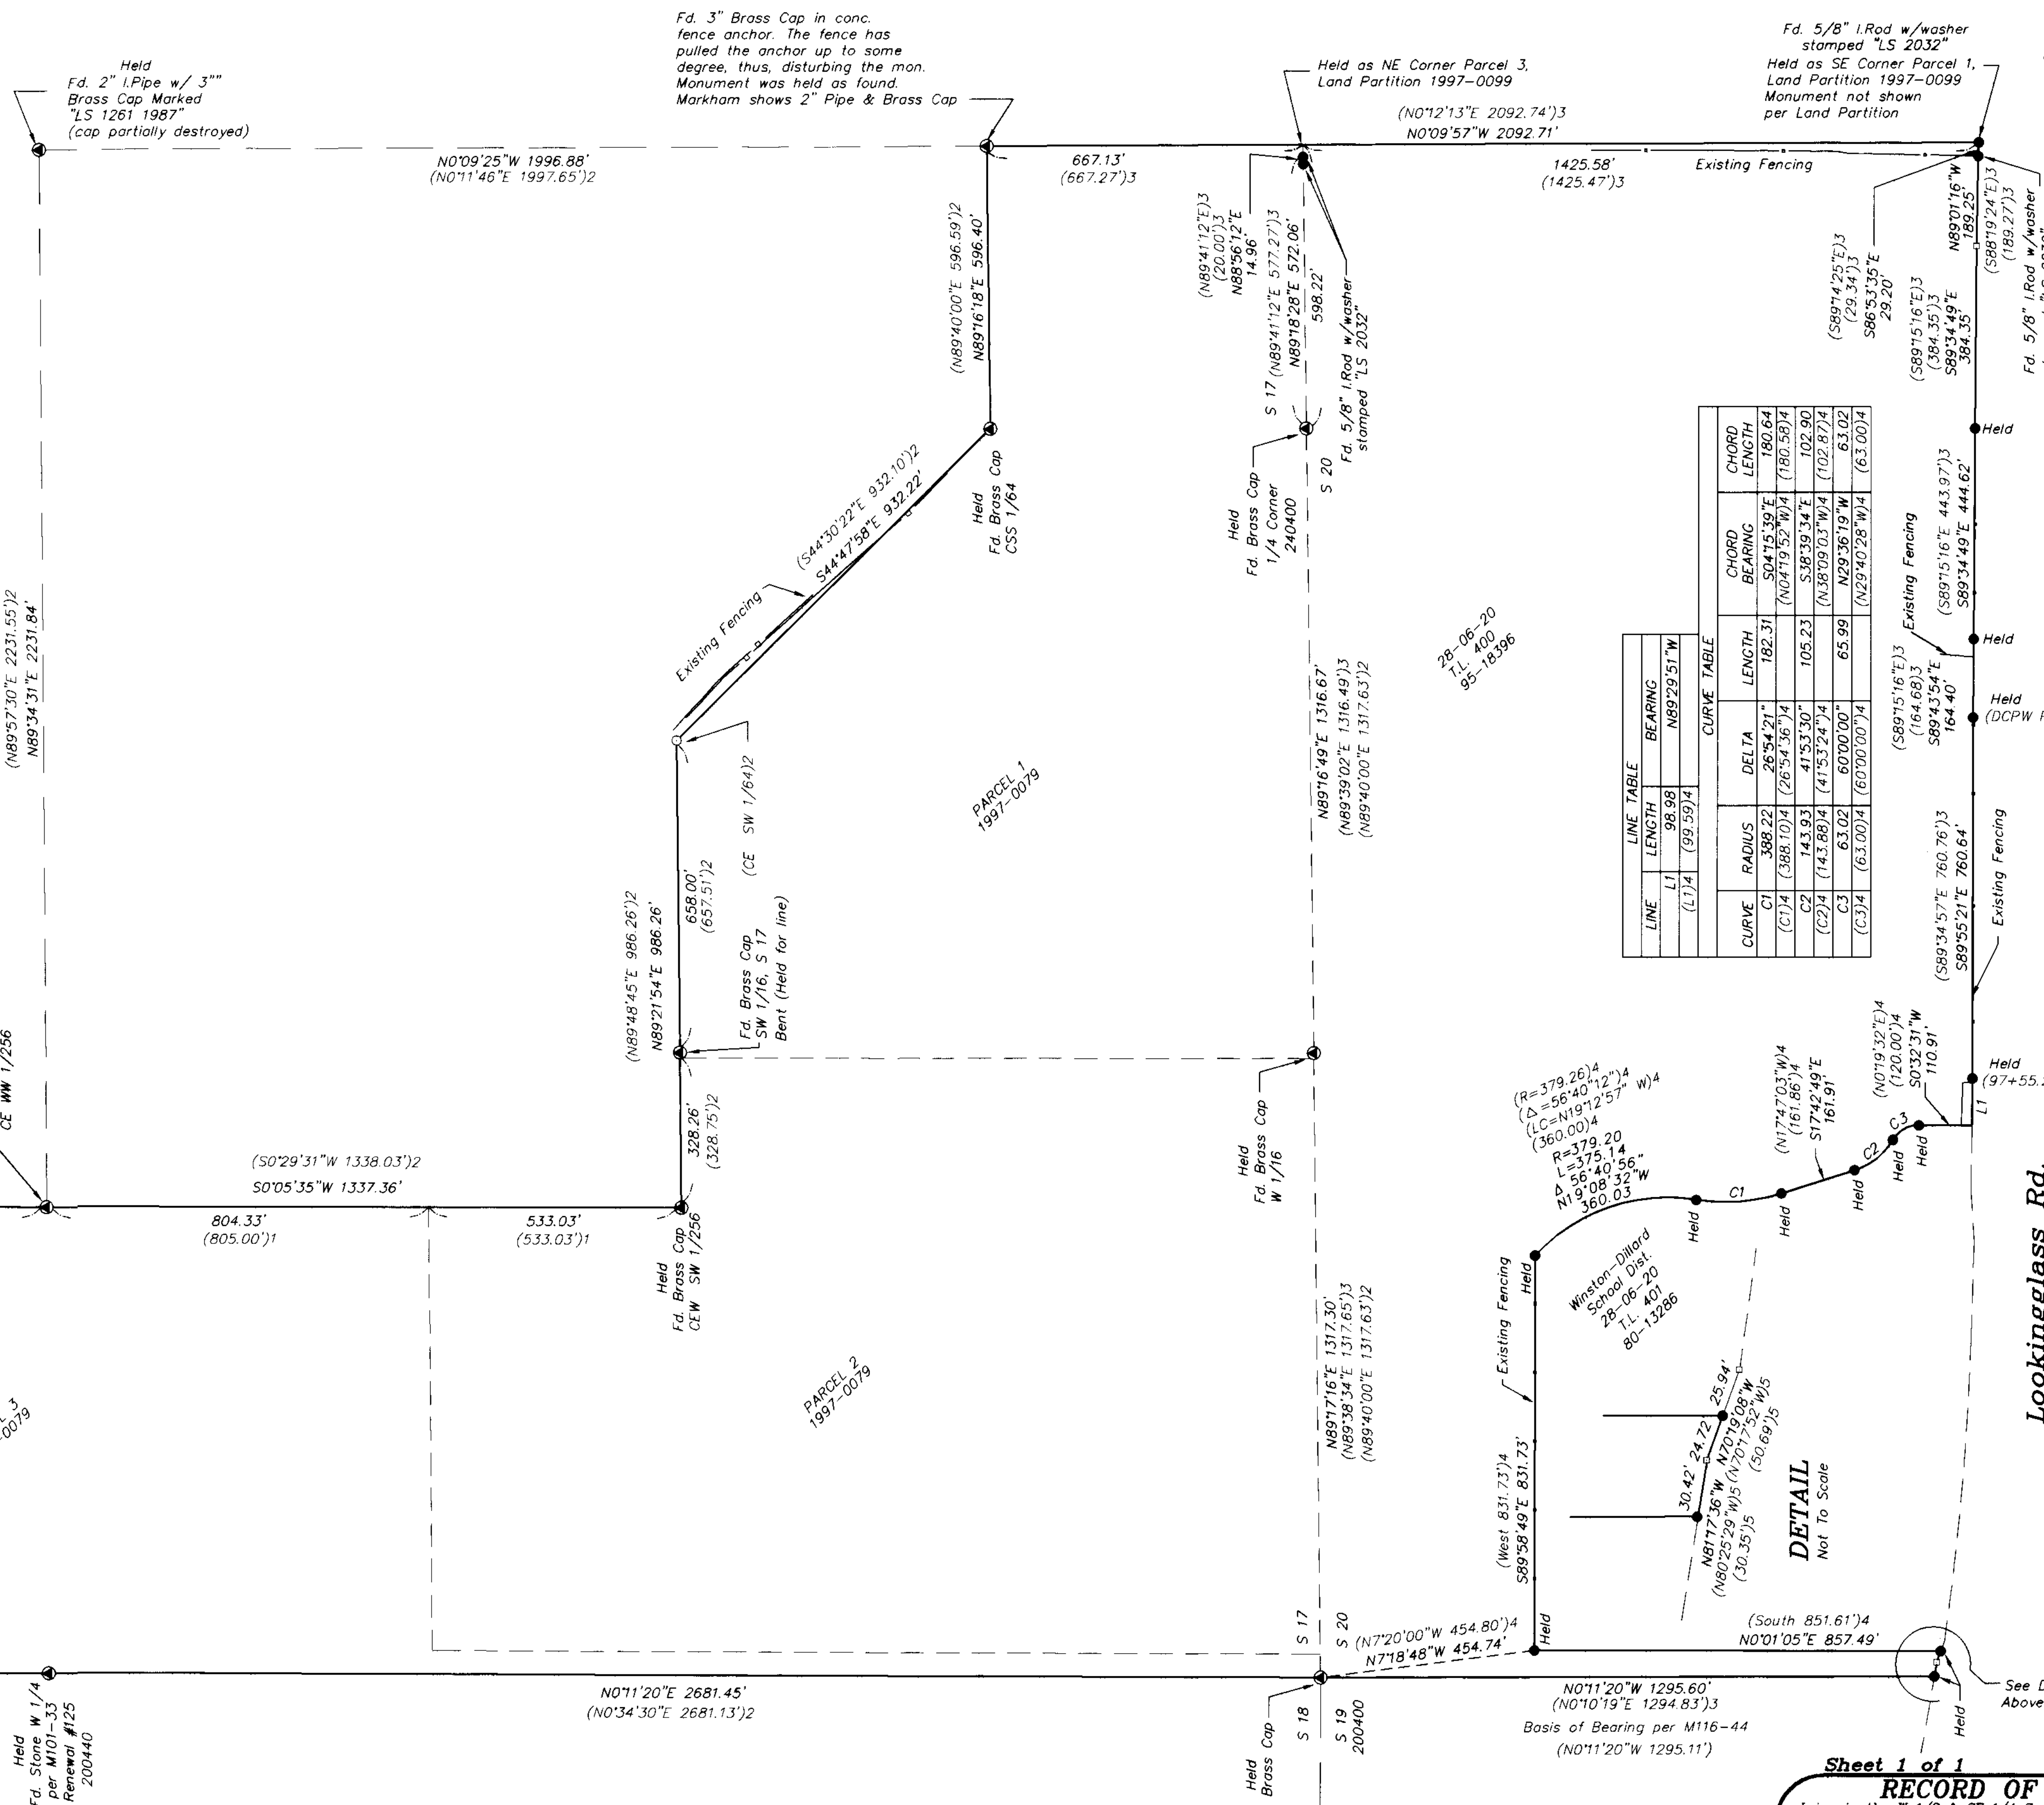 Held
Fd. 2" I.Pipe w/ 3""
Brass Cap Marked
"LS 1261 1987"
(cap partially destroyed)
Fd. 3" Brass Cap in conc.
fence anchor. The fence has
pulled the anchor up to some
degree, thus, disturbing the mon.
Monument was held as found.
Markham shows 2" Pipe & Brass Cap
Held as NE Corner Parcel 3,
Land Partition 1997-0099
Fd. 5/8" I.Rod w/washer
stamped "LS 2032"
Held as SE Corner Parcel 1,
Land Partition 1997-0099
Monument not shown
per Land Partition
(N0°12'13"E 2092.74')3
N0°09'57"W 2092.71'
N0°09'25"W 1996.88'
(N0°11'46"E 1997.65')2
667.13'
(667.27')3
1425.58'
(1425.47')3
Existing Fencing
(N89°40'00"E 596.59')2
N89°16'18"E 596.40'
(N89°41'12"E)3
(20.00')3
N88°56'12"E
14.96'
S 17
(N89°41'12"E 577.27')3
N89°18'28"E 572.06'
598.22'
Fd. 5/8" I.Rod w/washer
stamped "LS 2032"
S 20
Held
Fd. Brass Cap
1/4 Corner
240400
(S89°14'25"E)3
(29.34')3
S86°53'35"E
29.20'
N89°01'16"W
189.25'
(S88°19'24"E)3
(189.27')3
Fd. 5/8" I.Rod w/washer
(S89°15'16"E)3
(384.35')3
S89°34'49"E
384.35'
Held
(S44°30'22"E 932.10')2
S44°47'58"E 932.22'
Existing Fencing
Held
Fd. Brass Cap
CSS 1/64
(N89°57'30"E 2231.55')2
N89°34'31"E 2231.84'
28-06-20
T.L. 400
95-18396
N89°16'49"E 1316.67'
(N89°39'02"E 1316.49')3
(N89°40'00"E 1317.63')2
LINE TABLE
LINE LENGTH BEARING
L1 98.98 N89°29'51"W
(L1)4 (99.59)4
CURVE TABLE
CURVE RADIUS DELTA LENGTH CHORD BEARING CHORD LENGTH
C1 388.22 26°54'21" 182.31 S04°15'39"E 180.64
(C1)4 (388.10)4 (26°54'36")4 (N04°19'52"W)4 (180.58)4
C2 143.93 41°53'30" 105.23 S38°39'34"E 102.90
(C2)4 (143.88)4 (41°53'24")4 (N38°09'03"W)4 (102.87)4
C3 63.02 60°00'00" 65.99 N29°36'19"W 63.02
(C3)4 (63.00)4 (60°00'00")4 (N29°40'28"W)4 (63.00)4
Existing Fencing
(S89°15'16"E 443.97')3
S89°34'49"E 444.62'
Held
(S89°15'16"E)3
(164.68)3
S89°43'54"E
164.40'
Held
(DCPW
(S89°34'57"E 760.76')3
S89°55'21"E 760.64'
Existing Fencing
PARCEL 1
1997-0079
(CE SW 1/64)2
658.00'
(657.51')2
(N89°48'45"E 986.26')2
N89°21'54"E 986.26'
Fd. Brass Cap
SW 1/16, S 17
Bent (Held for line)
328.26'
(328.75')2
CE WW 1/256
(S0°29'31"W 1338.03')2
S0°05'35"W 1337.36'
804.33'
(805.00')1
533.03'
(533.03')1
Held
Fd. Brass Cap
CEW SW 1/256
Held
Fd. Brass Cap
W 1/16
(R=379.26)4
(Δ=56°40'12")4
(LC=N19°12'57" W)4
(360.00)4
R=379.20
L=375.14
Δ 56°40'56"
N19°08'32"W
360.03
(N17°47'03"W)4
(161.86')4
S17°42'49"E
161.91'
(N0°19'32"E)4
(120.00')4
S0°32'31"W
110.91'
Held
(97+55.
L1
C3
C2
C1
Held
Held
Held
Held
Held
Held
Winston-Dillard
School Dist.
28-06-20
T.L. 401
80-13286
Existing Fencing
(West 831.73')4
S89°58'49"E 831.73'
N89°17'16"E 1317.30'
(N89°38'34"E 1317.65')3
(N89°40'00"E 1317.63')2
PARCEL 2
1997-0079
3
0079
30.42' 24.72' 25.94'
N81°17'36"W N70°19'08"W
(N80°25'29"W)5 (N70°17'52"W)5
(30.35')5 (50.69')5
DETAIL
Not To Scale
Lookingglass Rd.
(South 851.61')4
N0°01'05"E 857.49'
Held
S 17
S 20
(N7°20'00"W 454.80')4
N7°18'48"W 454.74'
N0°11'20"E 2681.45'
(N0°34'30"E 2681.13')2
Held
Fd. Stone W 1/4
per M101-33
Renewal #125
200440
S 18
S 19
200400
Held
Brass Cap
N0°11'20"W 1295.60'
(N0°10'19"E 1294.83')3
Basis of Bearing per M116-44
(N0°11'20"W 1295.11')
Held
See
Above
Sheet 1 of 1
RECORD OF